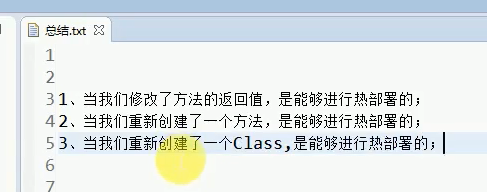 总结.txt
1
2
3 1、当我们修改了方法的返回值，是能够进行热部署的；
4 2、当我们重新创建了一个方法，是能够进行热部署的；
5 3、当我们重新创建了一个Class,是能够进行热部署的；
6
7
8